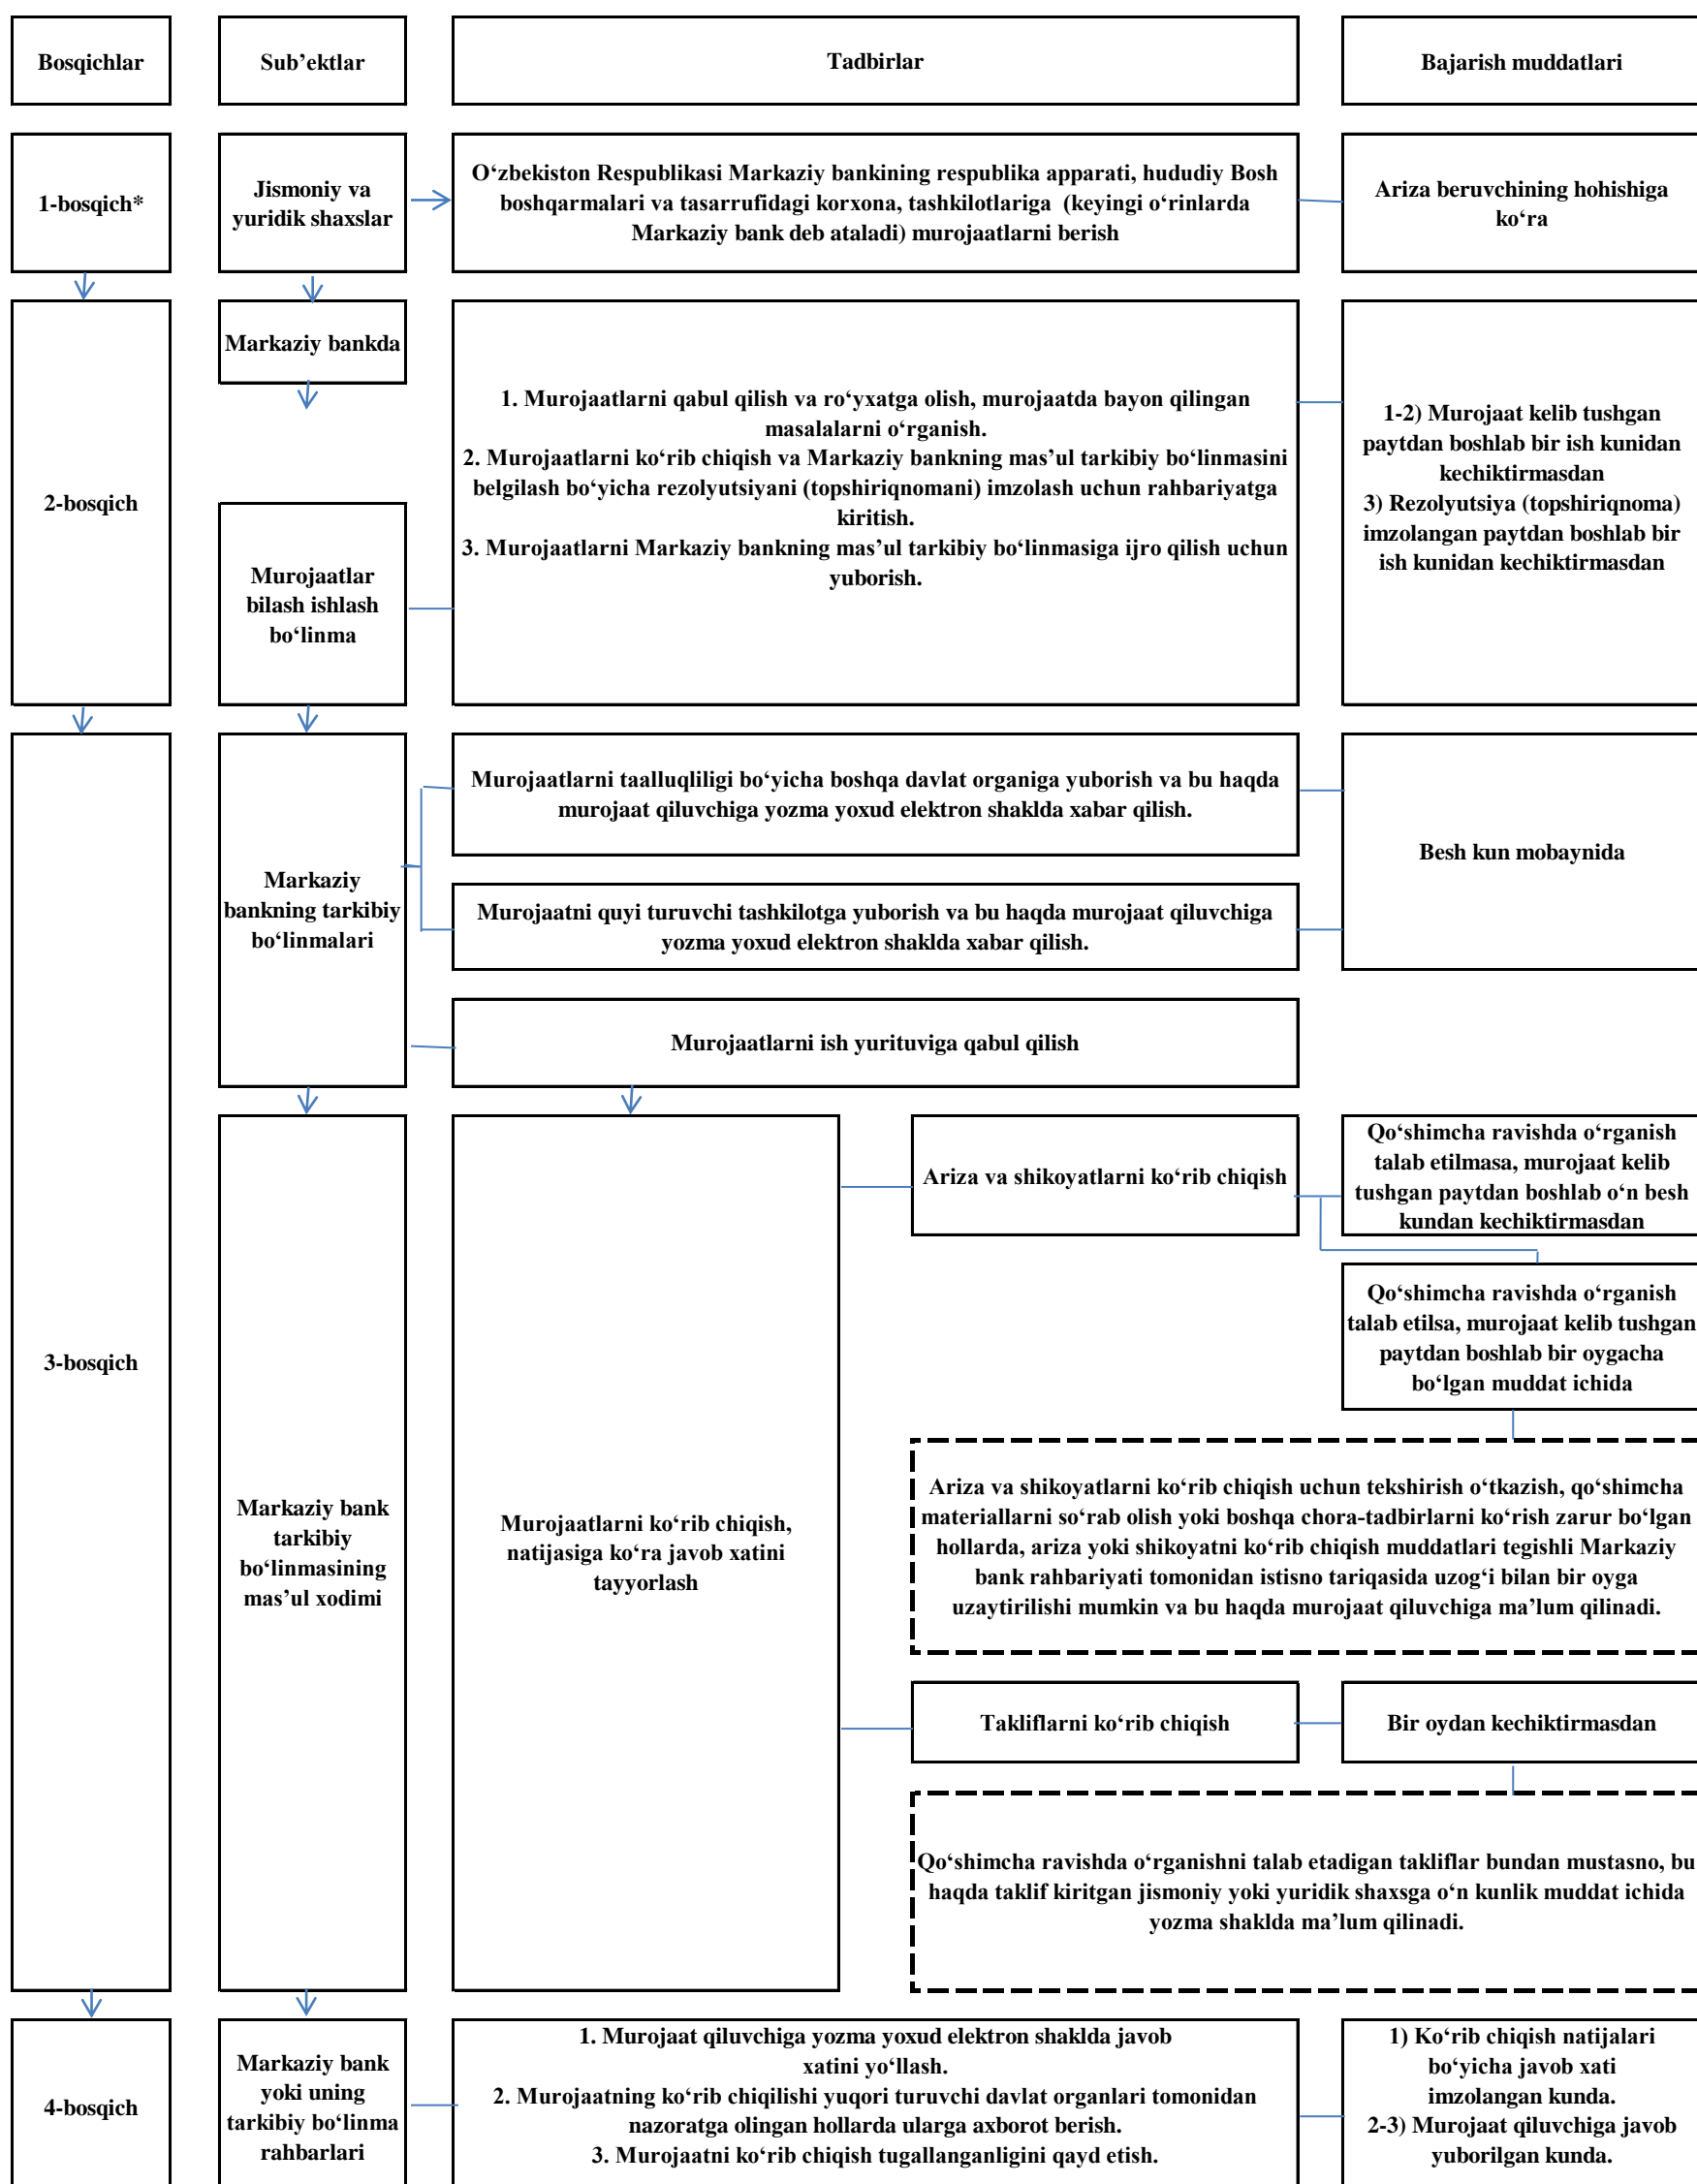 Bosqichlar
Sub’ektlar
Tadbirlar
Bajarish muddatlari
1-bosqich*
Jismoniy va
yuridik shaxslar
O‘zbekiston Respublikasi Markaziy bankining respublika apparati, hududiy Bosh
boshqarmalari va tasarrufidagi korxona, tashkilotlariga (keyingi o‘rinlarda
Markaziy bank deb ataladi) murojaatlarni berish
Ariza beruvchining hohishiga
ko‘ra
2-bosqich
Markaziy bankda
Murojaatlar
bilash ishlash
bo‘linma
1. Murojaatlarni qabul qilish va ro‘yxatga olish, murojaatda bayon qilingan
masalalarni o‘rganish.
2. Murojaatlarni ko‘rib chiqish va Markaziy bankning mas’ul tarkibiy bo‘linmasini
belgilash bo‘yicha rezolyutsiyani (topshiriqnomani) imzolash uchun rahbariyatga
kiritish.
3. Murojaatlarni Markaziy bankning mas’ul tarkibiy bo‘linmasiga ijro qilish uchun
yuborish.
1-2) Murojaat kelib tushgan
paytdan boshlab bir ish kunidan
kechiktirmasdan
3) Rezolyutsiya (topshiriqnoma)
imzolangan paytdan boshlab bir
ish kunidan kechiktirmasdan
3-bosqich
Markaziy
bankning tarkibiy
bo‘linmalari
Murojaatlarni taalluqliligi bo‘yicha boshqa davlat organiga yuborish va bu haqda
murojaat qiluvchiga yozma yoxud elektron shaklda xabar qilish.
Murojaatni quyi turuvchi tashkilotga yuborish va bu haqda murojaat qiluvchiga
yozma yoxud elektron shaklda xabar qilish.
Besh kun mobaynida
Murojaatlarni ish yurituviga qabul qilish
Markaziy bank
tarkibiy
bo‘linmasining
mas’ul xodimi
Murojaatlarni ko‘rib chiqish,
natijasiga ko‘ra javob xatini
tayyorlash
Ariza va shikoyatlarni ko‘rib chiqish
Qo‘shimcha ravishda o‘rganish
talab etilmasa, murojaat kelib
tushgan paytdan boshlab o‘n besh
kundan kechiktirmasdan
Qo‘shimcha ravishda o‘rganish
talab etilsa, murojaat kelib tushgan
paytdan boshlab bir oygacha
bo‘lgan muddat ichida
Ariza va shikoyatlarni ko‘rib chiqish uchun tekshirish o‘tkazish, qo‘shimcha
materiallarni so‘rab olish yoki boshqa chora-tadbirlarni ko‘rish zarur bo‘lgan
hollarda, ariza yoki shikoyatni ko‘rib chiqish muddatlari tegishli Markaziy
bank rahbariyati tomonidan istisno tariqasida uzog‘i bilan bir oyga
uzaytirilishi mumkin va bu haqda murojaat qiluvchiga ma’lum qilinadi.
Takliflarni ko‘rib chiqish
Bir oydan kechiktirmasdan
Qo‘shimcha ravishda o‘rganishni talab etadigan takliflar bundan mustasno, bu
haqda taklif kiritgan jismoniy yoki yuridik shaxsga o‘n kunlik muddat ichida
yozma shaklda ma’lum qilinadi.
4-bosqich
Markaziy bank
yoki uning
tarkibiy bo‘linma
rahbarlari
1. Murojaat qiluvchiga yozma yoxud elektron shaklda javob
xatini yo‘llash.
2. Murojaatning ko‘rib chiqilishi yuqori turuvchi davlat organlari tomonidan
nazoratga olingan hollarda ularga axborot berish.
3. Murojaatni ko‘rib chiqish tugallanganligini qayd etish.
1) Ko‘rib chiqish natijalari
bo‘yicha javob xati
imzolangan kunda.
2-3) Murojaat qiluvchiga javob
yuborilgan kunda.